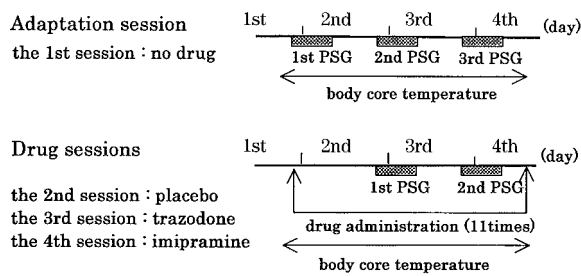 Adaptation session
the 1st session : no drug
1st 2nd 3rd 4th (day)
1st PSG 2nd PSG 3rd PSG
body core temperature
Drug sessions
the 2nd session : placebo
the 3rd session : trazodone
the 4th session : imipramine
1st 2nd 3rd 4th (day)
1st PSG 2nd PSG
drug administration (11times)
body core temperature